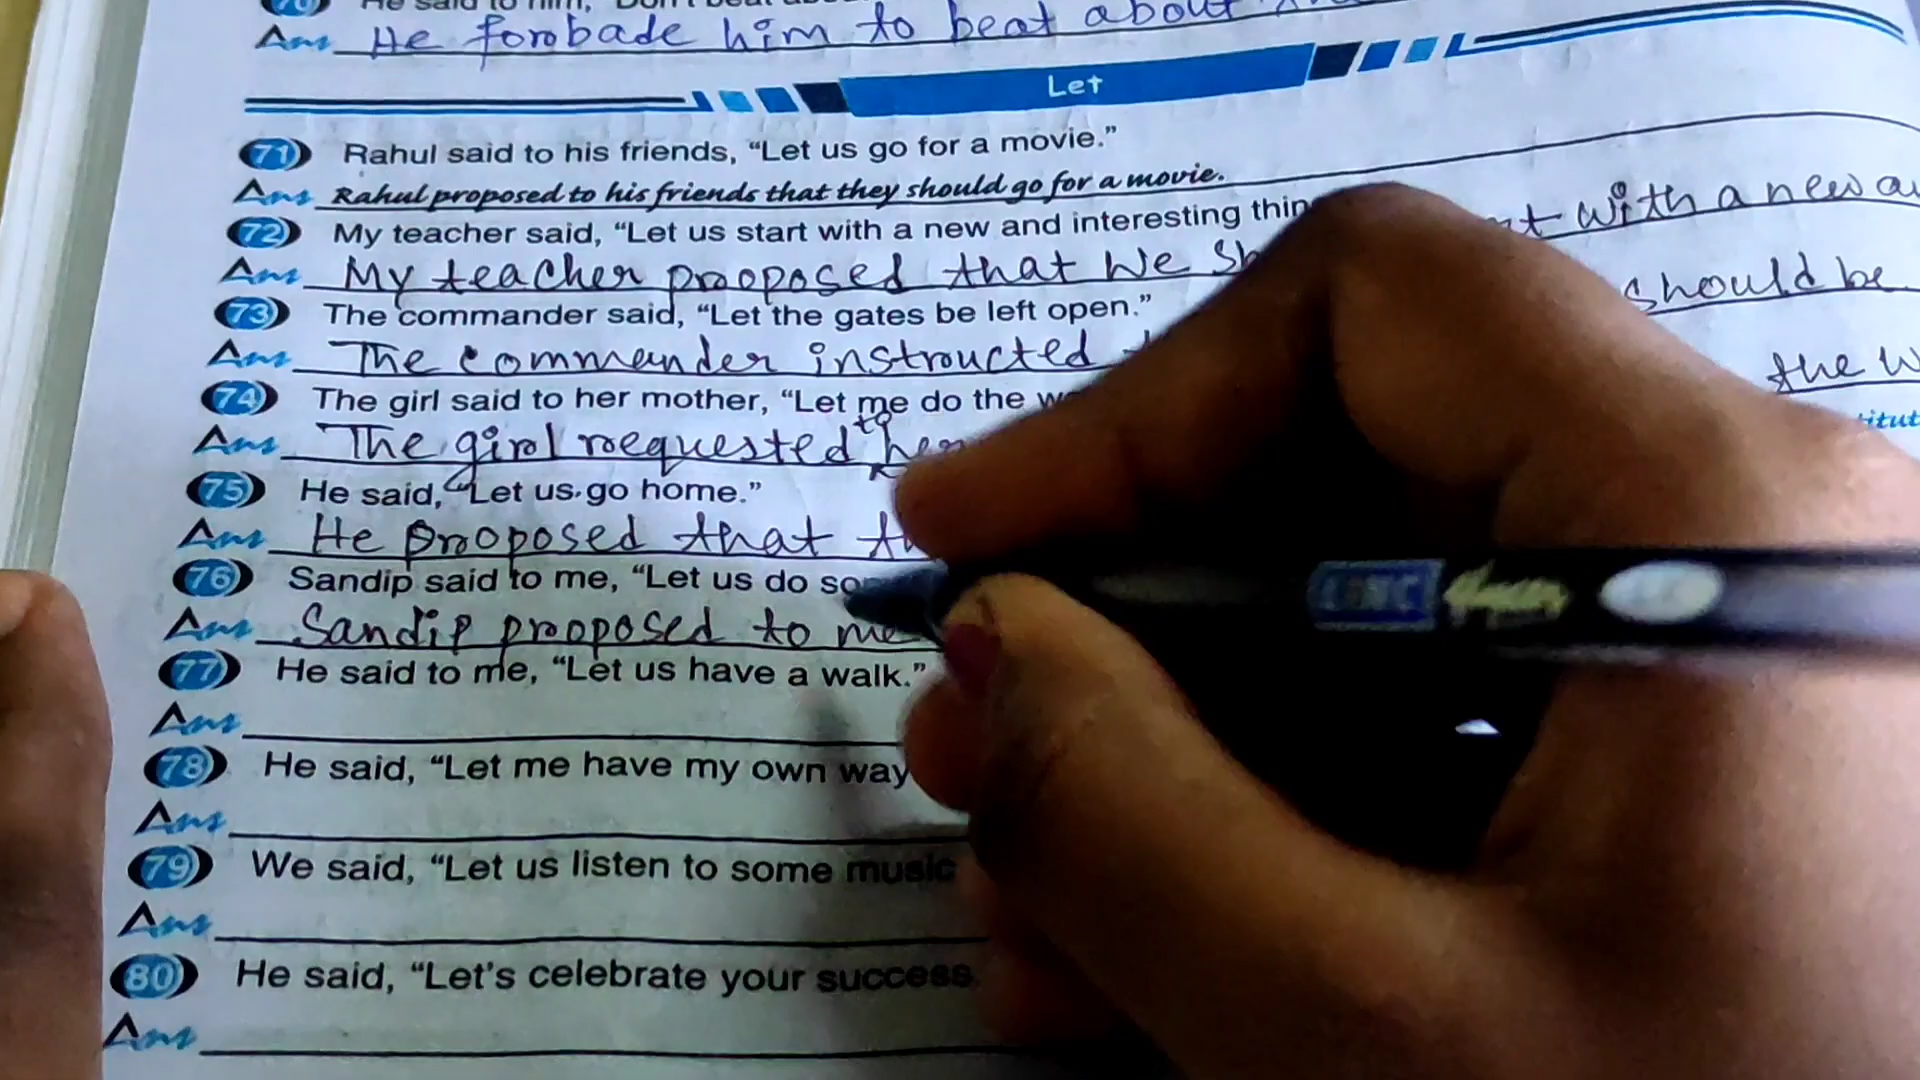 70 He said to him, "Don't beat
Ans He forobade him to beat about
Let
71 Rahul said to his friends, “Let us go for a movie.”
Ans Rahul proposed to his friends that they should go for a movie.
72 My teacher said, “Let us start with a new and interesting thin
Ans My teacher proposed that we sh with a new
73 The commander said, “Let the gates be left open.”
Ans The commander instructed should be
74 The girl said to her mother, “Let me do the
Ans The girl requested to her the
75 He said, “Let us go home.”
Ans He proposed that
76 Sandip said to me, “Let us do so
Ans Sandip proposed to me
77 He said to me, “Let us have a walk.”
Ans
78 He said, “Let me have my own way
Ans
79 We said, “Let us listen to some music
Ans
80 He said, “Let's celebrate your success.
Ans